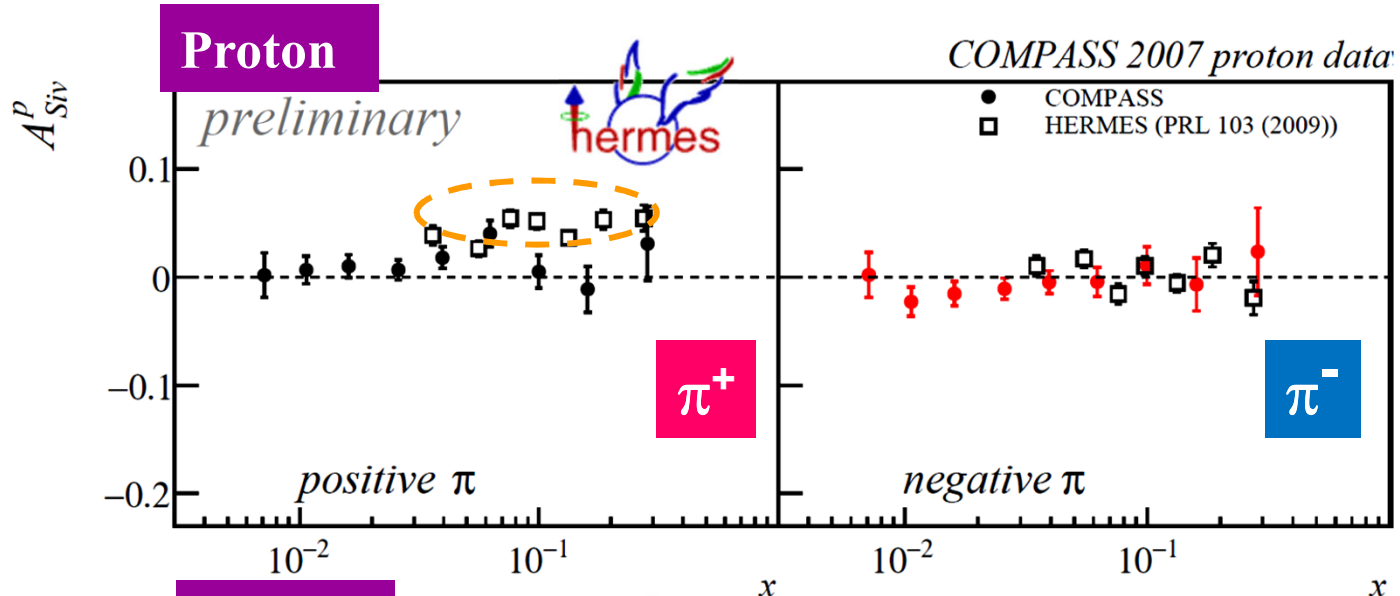 Proton
COMPASS 2007 proton data
A^p_Siv
preliminary
hermes
COMPASS
HERMES (PRL 103 (2009))
0.1
0
−0.1
−0.2
π+
π-
positive π
negative π
10−2
10−1
x
10−2
10−1
x